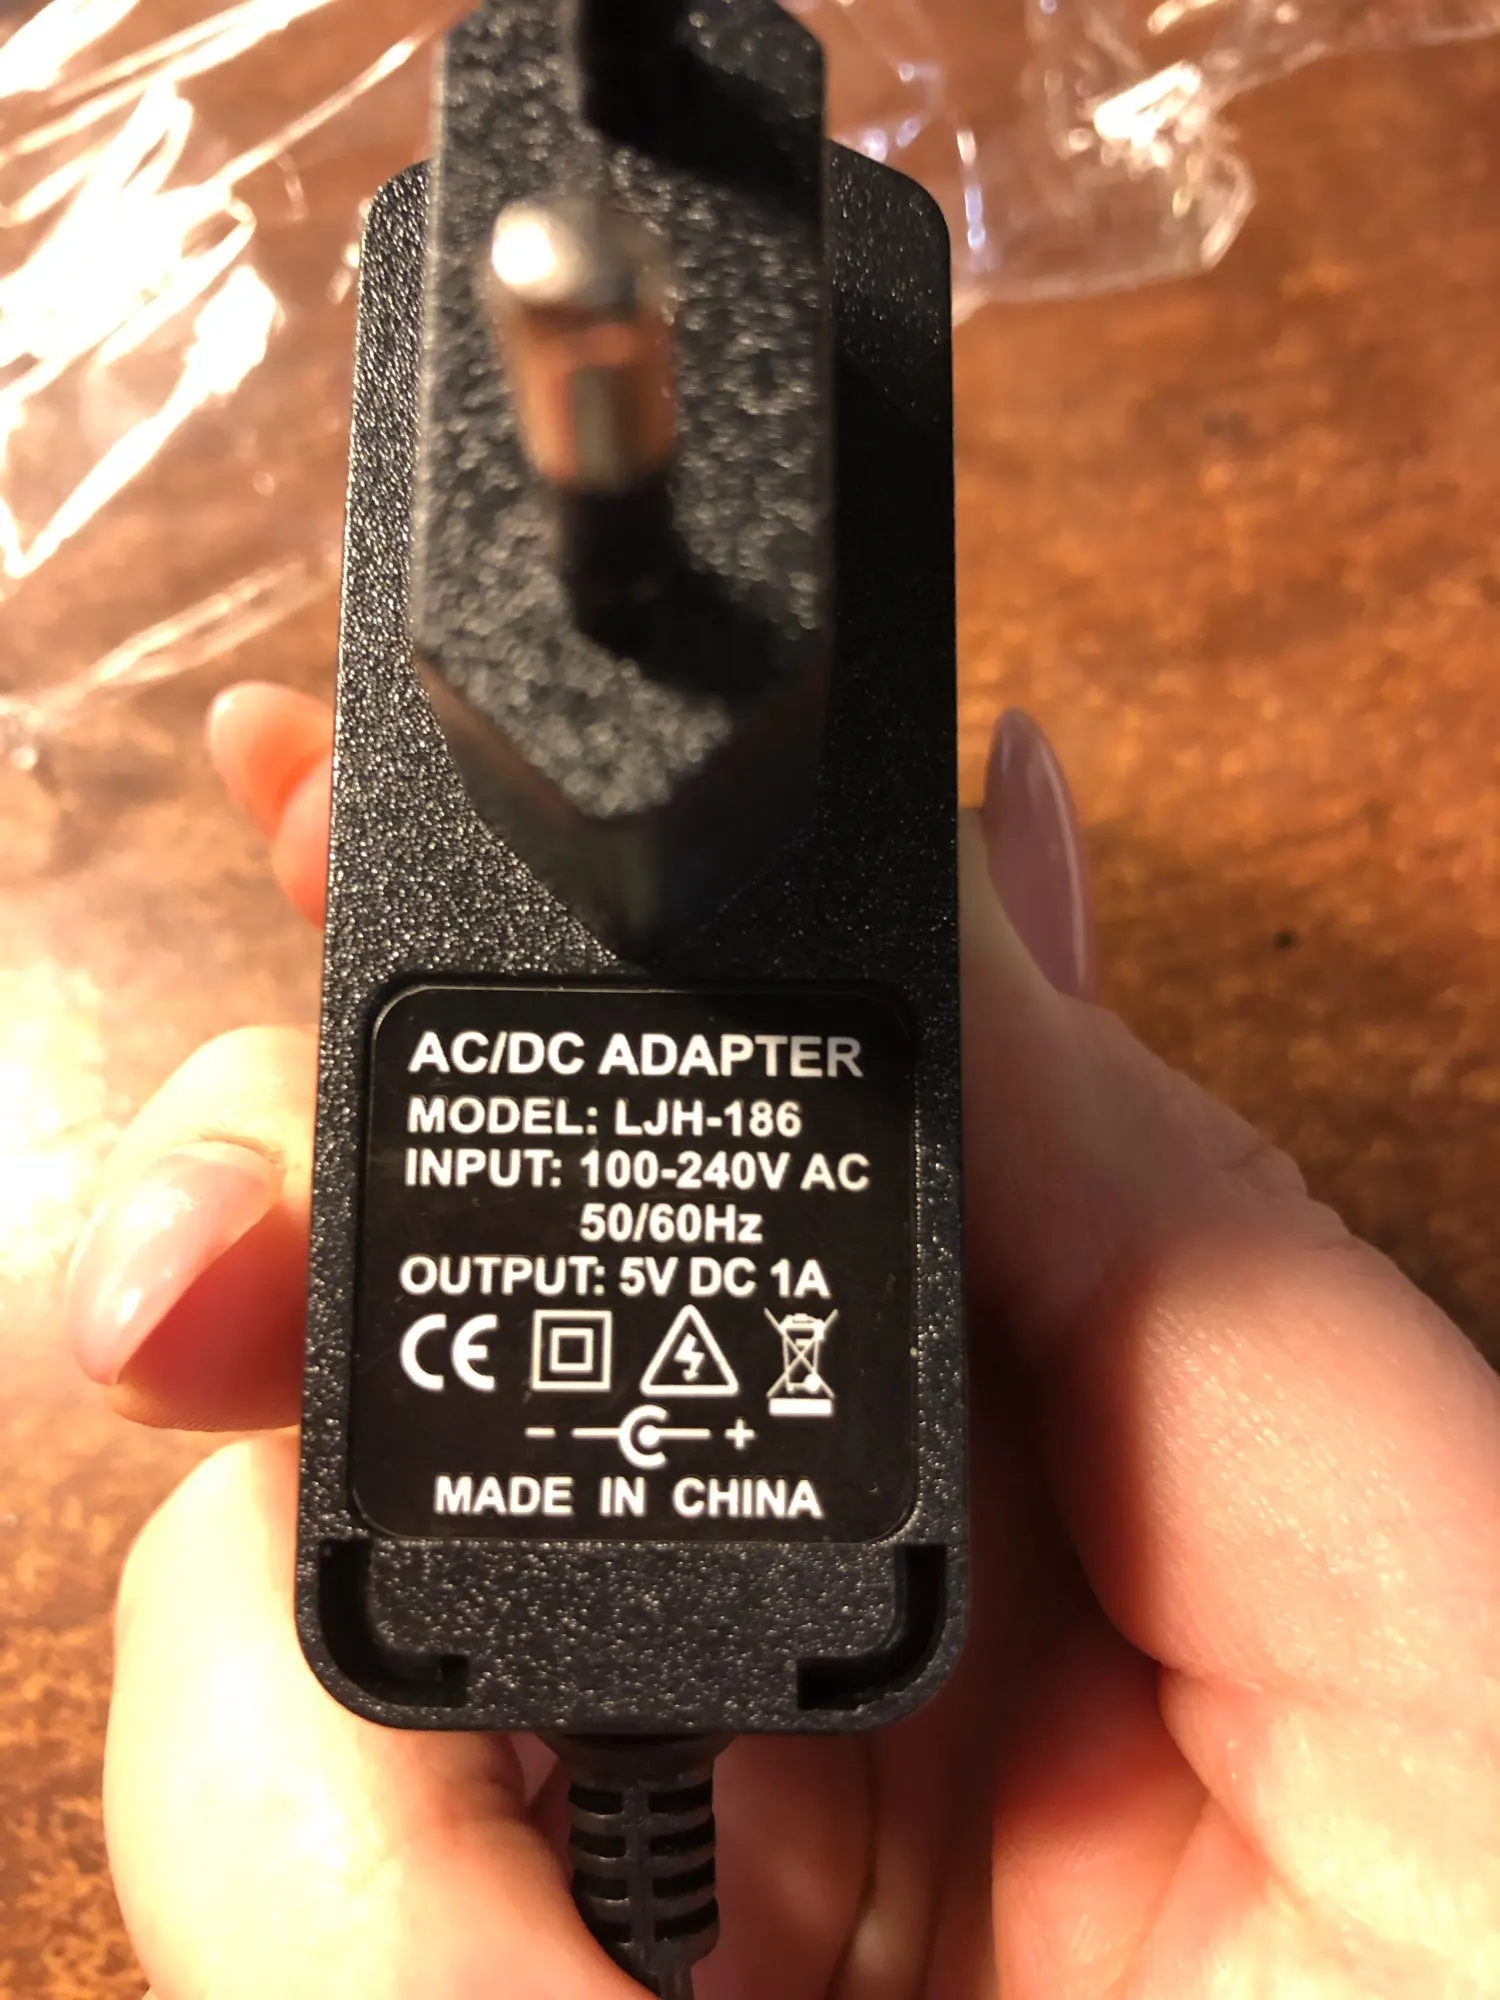 AC/DC ADAPTER
MODEL: LJH-186
INPUT: 100-240V AC
50/60Hz
OUTPUT: 5V DC 1A
CE
- +
MADE IN CHINA